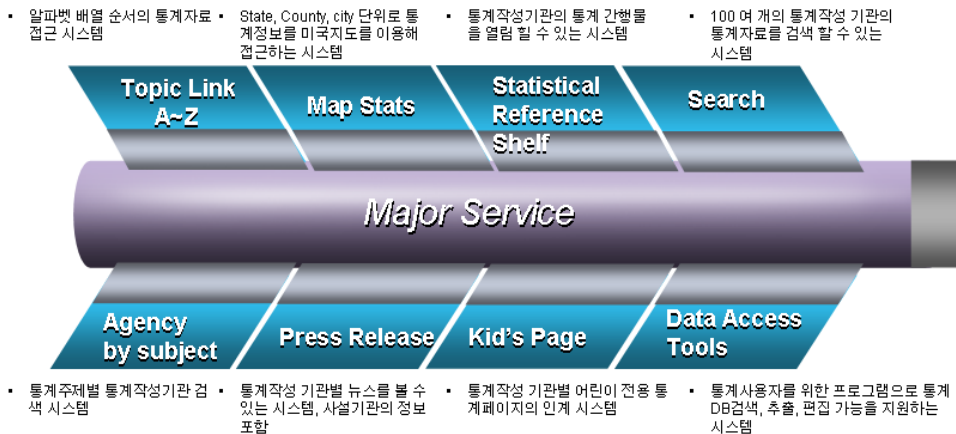 ▪ 알파벳 배열 순서의 통계자료
접근 시스템
▪ State, County, city 단위로 통
계정보를 미국지도를 이용해
접근하는 시스템
▪ 통계작성기관의 통계 간행물
을 열림 힐 수 있는 시스템
▪ 100 여 개의 통계작성 기관의
통계자료를 검색 할 수 있는
시스템
Topic Link
A~Z
Map Stats
Statistical
Reference
Shelf
Search
Major Service
Agency
by subject
Press Release
Kid's Page
Data Access
Tools
▪ 통계주제별 통계작성기관 검
색 시스템
▪ 통계작성 기관별 뉴스를 볼 수
있는 시스템, 사설기관의 정보
포함
▪ 통계작성 기관별 어린이 전용 통
계페이지의 인계 시스템
▪ 통계사용자를 위한 프로그램으로 통계
DB검색, 추출, 편집 가능을 지원하는
시스템